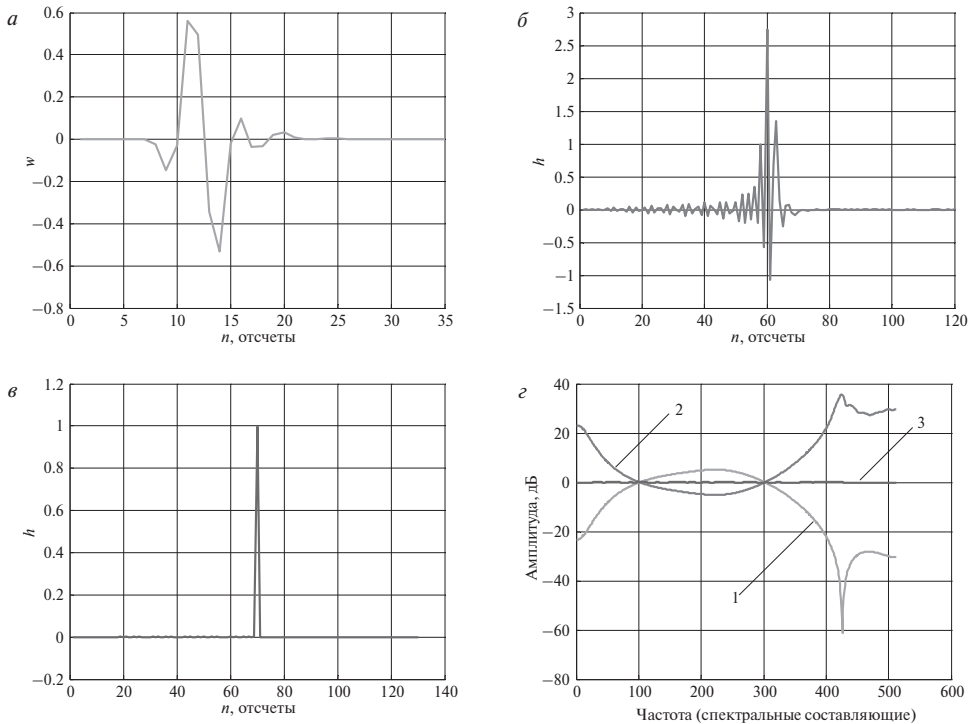 а
0.6
0.4
0.2
0
−0.2
−0.4
−0.6
−0.8
w
0 5 10 15 20 25 30 35
n, отсчеты
б
3
2.5
2
1.5
1
0.5
0
−0.5
−1
−1.5
h
0 20 40 60 80 100 120
n, отсчеты
в
1.2
1
0.8
0.6
0.4
0.2
0
−0.2
h
0 20 40 60 80 100 120 140
n, отсчеты
г
40
20
0
−20
−40
−60
−80
Амплитуда, дБ
2
3
1
0 100 200 300 400 500 600
Частота (спектральные составляющие)